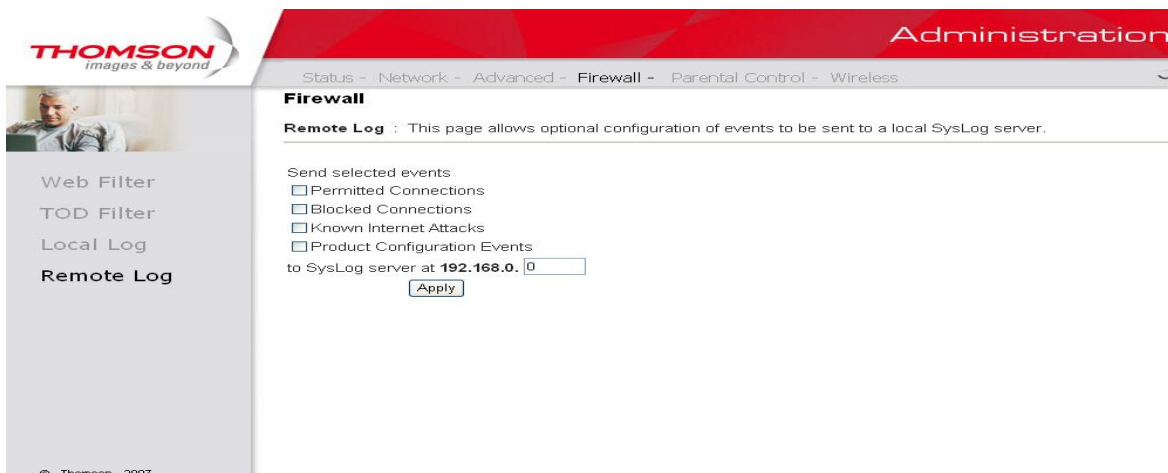 THOMSON
images & beyond
Administration
Status - Network - Advanced - Firewall - Parental Control - Wireless
Firewall
Remote Log : This page allows optional configuration of events to be sent to a local SysLog server.
Web Filter
TOD Filter
Local Log
Remote Log
Send selected events
Permitted Connections
Blocked Connections
Known Internet Attacks
Product Configuration Events
to SysLog server at 192.168.0. 0
Apply
© Thomson 2007